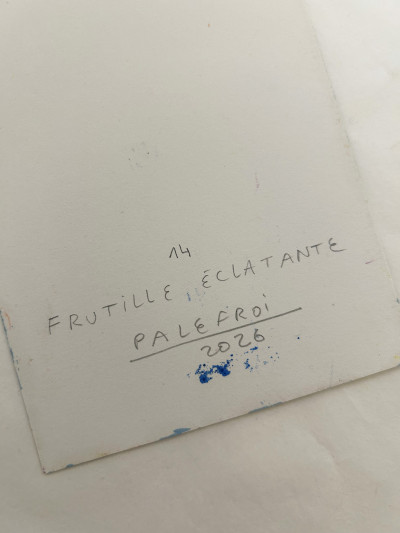 14
FRUTiLLE ÉCLATANTE
PALEFROi
2026